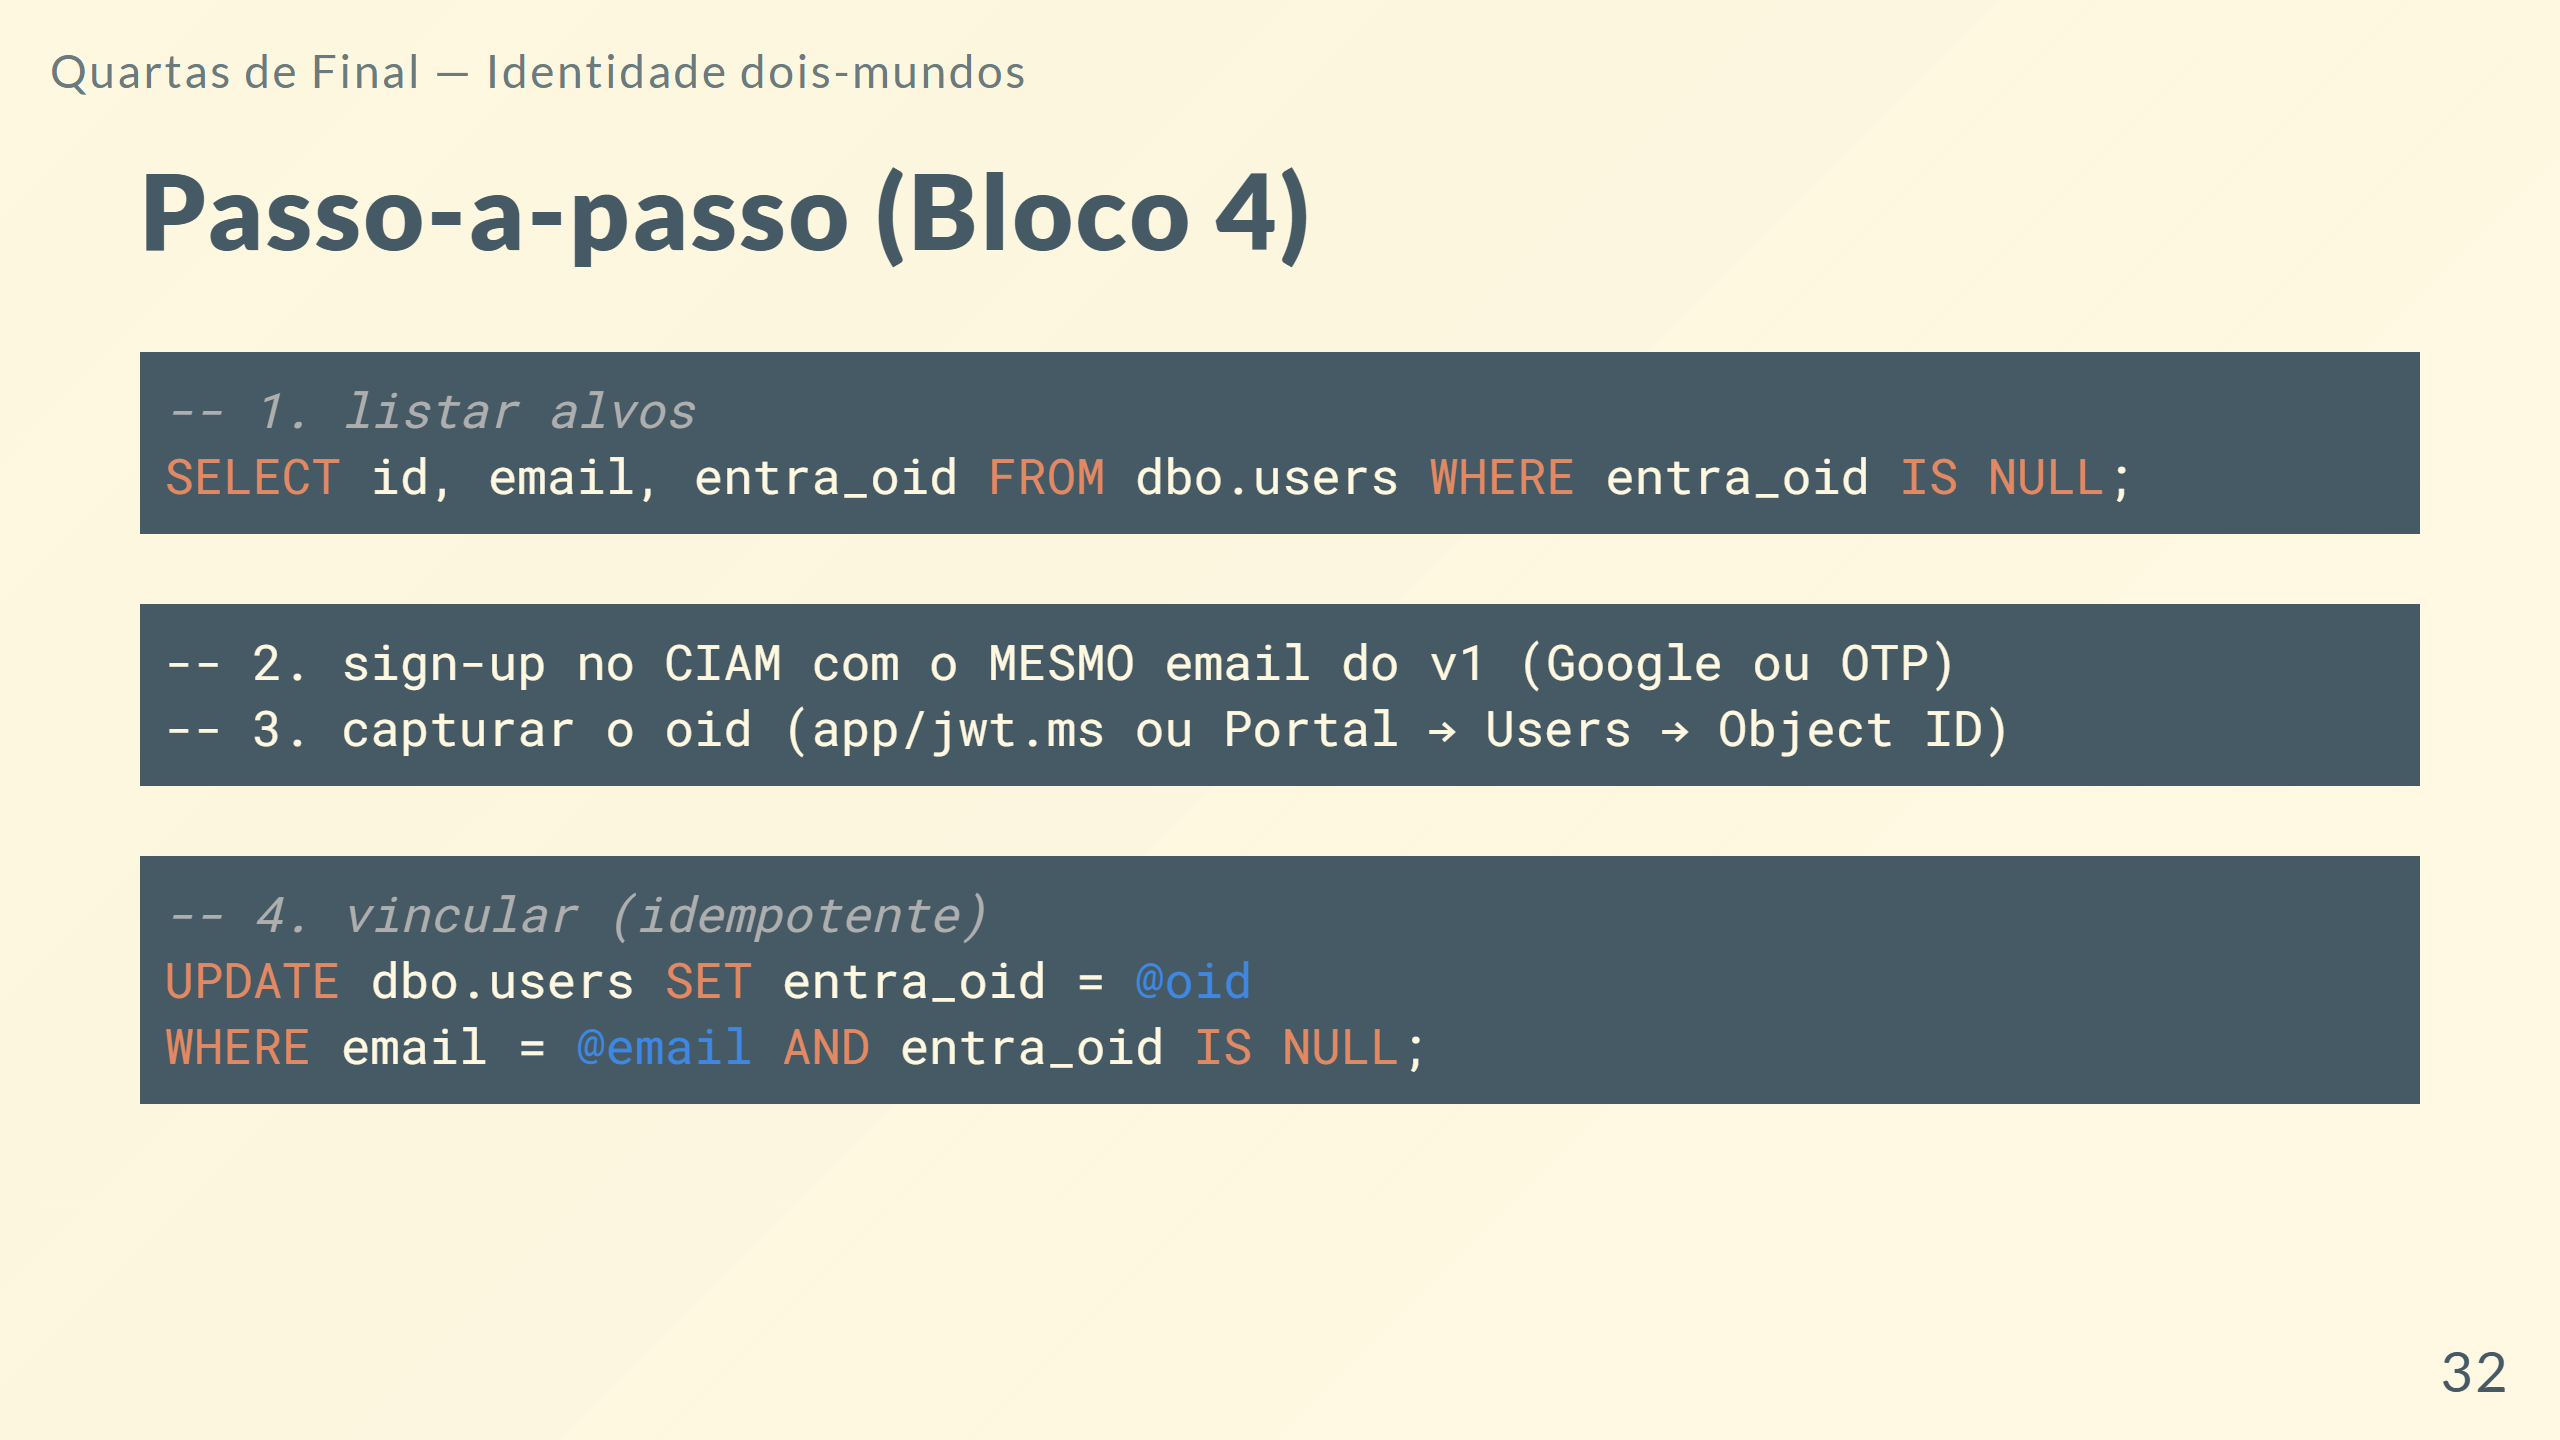 Quartas de Final — Identidade dois-mundos
Passo-a-passo (Bloco 4)
-- 1. listar alvos
SELECT id, email, entra_oid FROM dbo.users WHERE entra_oid IS NULL;
-- 2. sign-up no CIAM com o MESMO email do v1 (Google ou OTP)
-- 3. capturar o oid (app/jwt.ms ou Portal → Users → Object ID)
-- 4. vincular (idempotente)
UPDATE dbo.users SET entra_oid = @oid
WHERE email = @email AND entra_oid IS NULL;
32